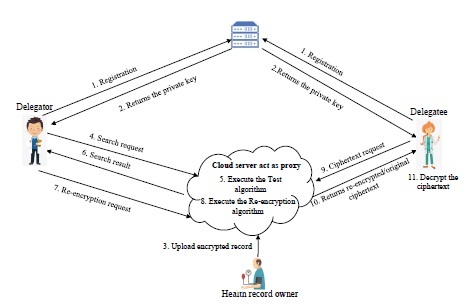 1. Registration
2. Returns the private key
1. Registration
2.Returns the private key
Delegator
Delegatee
4. Search request
6. Search result
7. Re-encryption request
Cloud server act as proxy
5. Execute the Test
algorithm
8. Execute the Re-encryption
algorithm
9. Ciphertext request
10. Returns re-encrypted/original
ciphertext
11. Decrypt the
ciphertext
3. Upload encrypted record
Health record owner